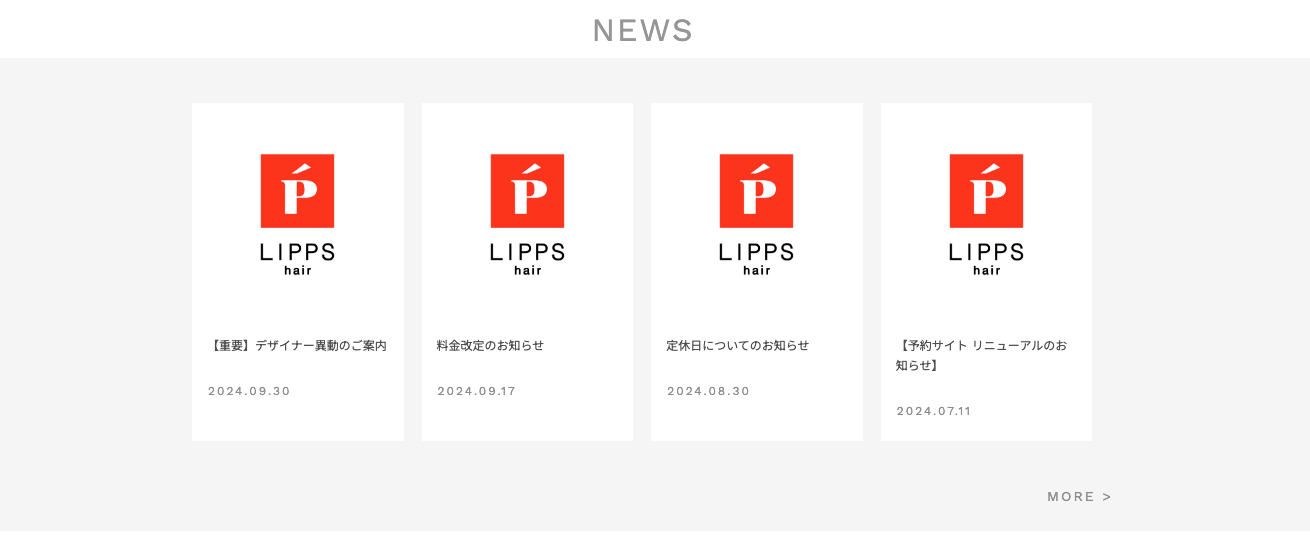 NEWS
Ṕ
LIPPS
hair
【重要】デザイナー異動のご案内
2024.09.30
Ṕ
LIPPS
hair
料金改定のお知らせ
2024.09.17
Ṕ
LIPPS
hair
定休日についてのお知らせ
2024.08.30
Ṕ
LIPPS
hair
【予約サイト リニューアルのお
知らせ】
2024.07.11
MORE >